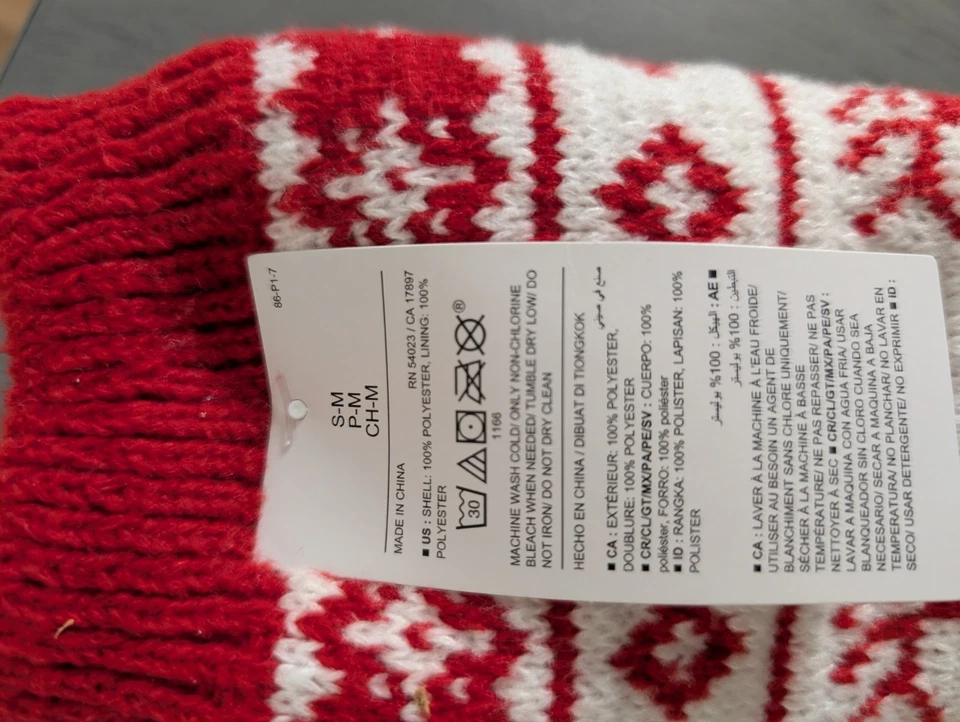 86-P1-7
S-M
P-M
CH-M
RN 54023 / CA 17897
MADE IN CHINA
■ US : SHELL: 100% POLYESTER, LINING: 100%
POLYESTER
30
®
1166
MACHINE WASH COLD/ ONLY NON-CHLORINE
BLEACH WHEN NEEDED/ TUMBLE DRY LOW/ DO
NOT IRON/ DO NOT DRY CLEAN
HECHO EN CHINA / DIBUAT DI TIONGKOK
صنع في صيني
■ CA : EXTÉRIEUR: 100% POLYESTER,
DOUBLURE: 100% POLYESTER
■ CR/CL/GT/MX/PA/PE/SV : CUERPO: 100%
poliéster, FORRO: 100% poliéster
■ ID : RANGKA: 100% POLISTER, LAPISAN: 100%
POLISTER
■ AE: الهيكل : 100% بوليستر
التبطين : 100% بوليستر
■ CA : LAVER À LA MACHINE À L'EAU FROIDE/
UTILISER AU BESOIN UN AGENT DE
BLANCHIMENT SANS CHLORE UNIQUEMENT/
SÉCHER À LA MACHINE À BASSE
TEMPÉRATURE/ NE PAS REPASSER/ NE PAS
NETTOYER À SEC ■ CR/CL/GT/MX/PA/PE/SV :
LAVAR A MAQUINA CON AGUA FRIA/ USAR
BLANQUEADOR SIN CLORO CUANDO SEA
NECESARIO/ SECAR A MAQUINA A BAJA
TEMPERATURA/ NO PLANCHAR/ NO LAVAR EN
SECO/ USAR DETERGENTE/ NO EXPRIMIR ■ ID :